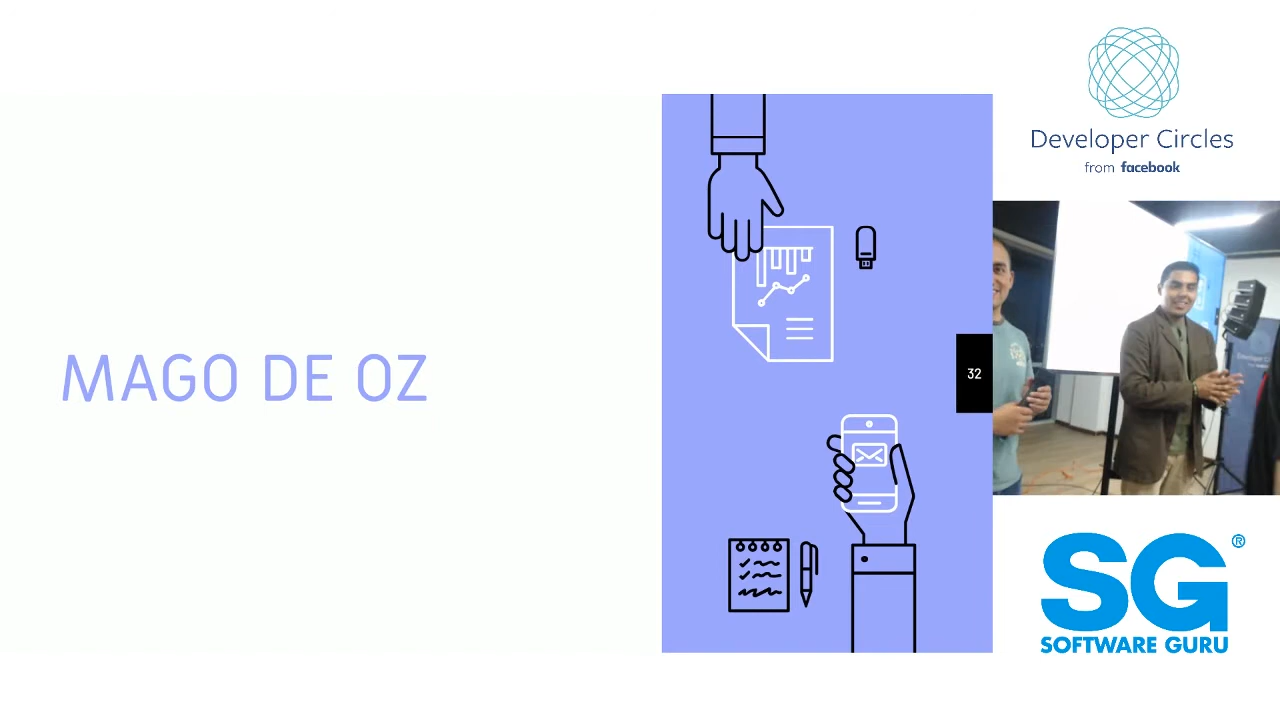 MAGO DE OZ
32
Developer Circles
from facebook
SG®
SOFTWARE GURU